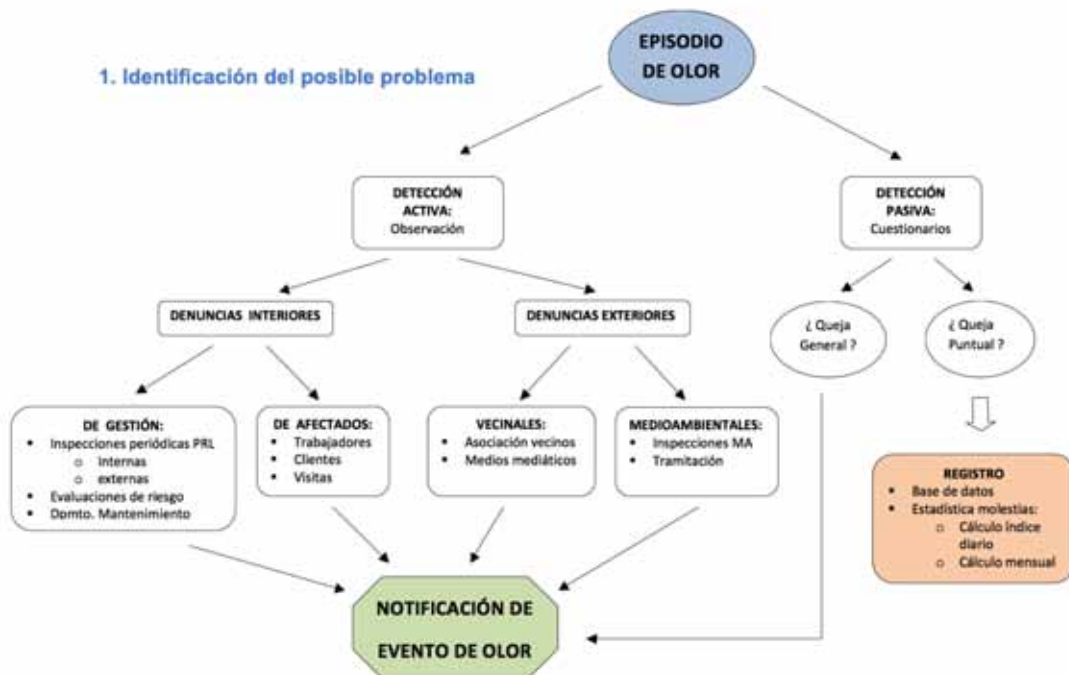 EPISODIO
DE OLOR
1. Identificación del posible problema
DETECCIÓN
ACTIVA:
Observación
DETECCIÓN
PASIVA:
Cuestionarios
DENUNCIAS INTERIORES
DENUNCIAS EXTERIORES
¿ Queja
General ?
¿ Queja
Puntual ?
DE GESTIÓN:
▪ Inspecciones periódicas PRL
o internas
o externas
▪ Evaluaciones de riesgo
▪ Dpmto. Mantenimiento
DE AFECTADOS:
▪ Trabajadores
▪ Clientes
▪ Visitas
VECINALES:
▪ Asociación vecinos
▪ Medios mediáticos
MEDIOAMBIENTALES:
▪ Inspecciones MA
▪ Tramitación
REGISTRO
▪ Base de datos
▪ Estadística molestias:
o Cálculo índice
diario
o Cálculo mensual
NOTIFICACIÓN DE
EVENTO DE OLOR